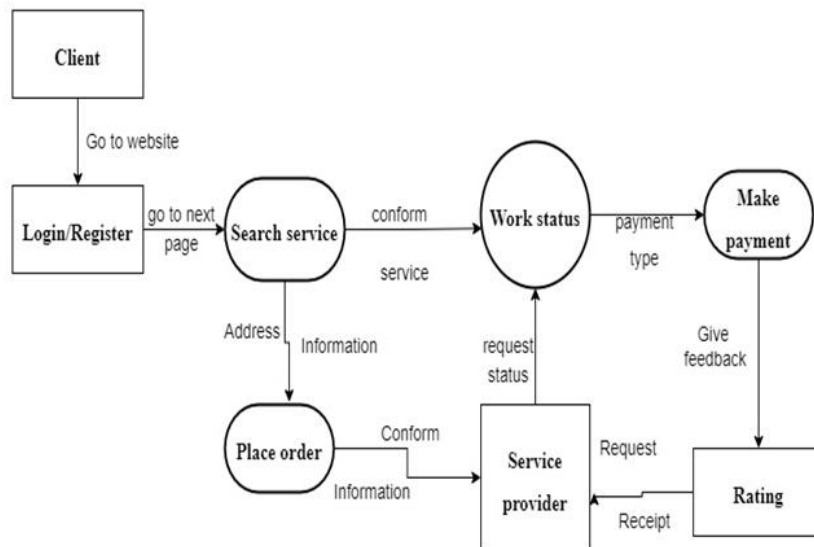 Client
Go to website
Login/Register
go to next
page
Search service
conform
service
Work status
payment
type
Make
payment
Address
Information
request
status
Give
feedback
Place order
Conform
Information
Service
provider
Request
Receipt
Rating